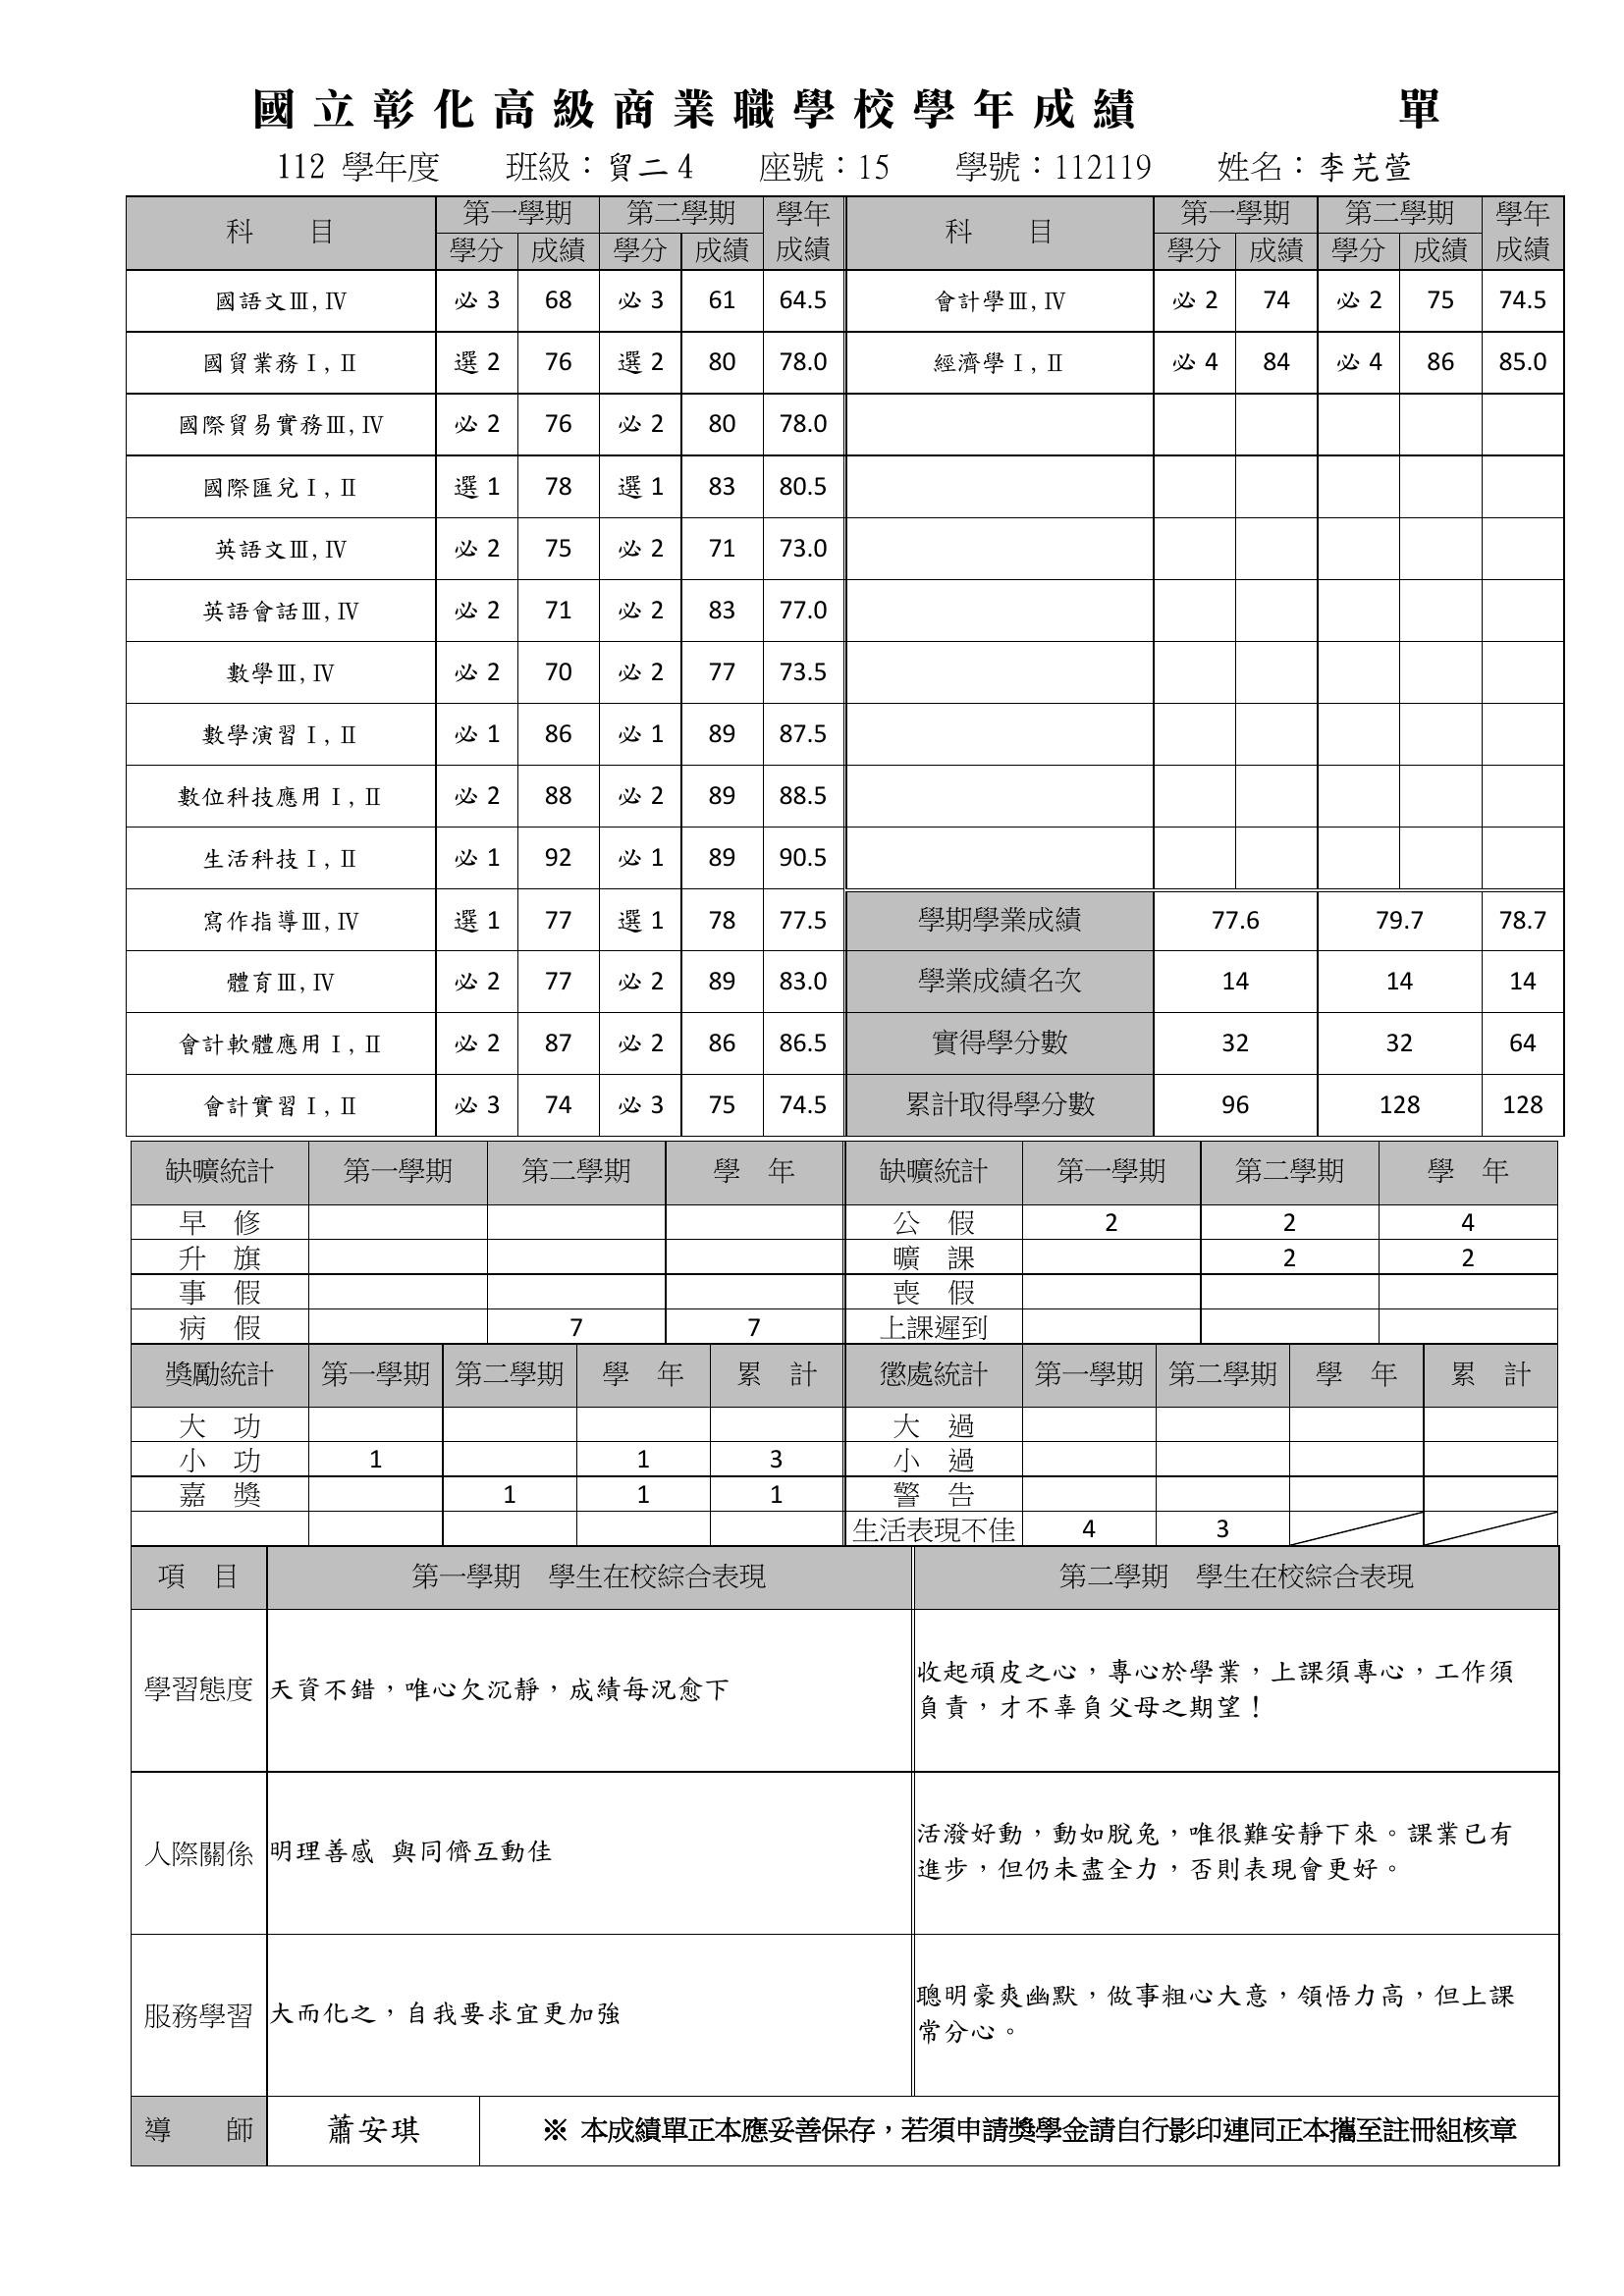 國立彰化高級商業職學校學年成績 單
112 學年度 班級：貿二4 座號：15 學號：112119 姓名：李芫萱
科 目 第一學期 第二學期 學年成績 科 目 第一學期 第二學期 學年成績
學分 成績 學分 成績 學分 成績 學分 成績
國語文Ⅲ,Ⅳ 必 3 68 必 3 61 64.5 會計學Ⅲ,Ⅳ 必 2 74 必 2 75 74.5
國貿業務Ⅰ,Ⅱ 選 2 76 選 2 80 78.0 經濟學Ⅰ,Ⅱ 必 4 84 必 4 86 85.0
國際貿易實務Ⅲ,Ⅳ 必 2 76 必 2 80 78.0
國際匯兌Ⅰ,Ⅱ 選 1 78 選 1 83 80.5
英語文Ⅲ,Ⅳ 必 2 75 必 2 71 73.0
英語會話Ⅲ,Ⅳ 必 2 71 必 2 83 77.0
數學Ⅲ,Ⅳ 必 2 70 必 2 77 73.5
數學演習Ⅰ,Ⅱ 必 1 86 必 1 89 87.5
數位科技應用Ⅰ,Ⅱ 必 2 88 必 2 89 88.5
生活科技Ⅰ,Ⅱ 必 1 92 必 1 89 90.5
寫作指導Ⅲ,Ⅳ 選 1 77 選 1 78 77.5 學期學業成績 77.6 79.7 78.7
體育Ⅲ,Ⅳ 必 2 77 必 2 89 83.0 學業成績名次 14 14 14
會計軟體應用Ⅰ,Ⅱ 必 2 87 必 2 86 86.5 實得學分數 32 32 64
會計實習Ⅰ,Ⅱ 必 3 74 必 3 75 74.5 累計取得學分數 96 128 128
缺曠統計 第一學期 第二學期 學 年 缺曠統計 第一學期 第二學期 學 年
早 修 公 假 2 2 4
升 旗 曠 課 2 2
事 假 喪 假
病 假 7 7 上課遲到
獎勵統計 第一學期 第二學期 學 年 累 計 懲處統計 第一學期 第二學期 學 年 累 計
大 功 大 過
小 功 1 1 3 小 過
嘉 獎 1 1 1 警 告
生活表現不佳 4 3
項 目 第一學期 學生在校綜合表現 第二學期 學生在校綜合表現
學習態度 天資不錯，唯心欠沉靜，成績每況愈下
收起頑皮之心，專心於學業，上課須專心，工作須
負責，才不辜負父母之期望！
人際關係 明理善感 與同儕互動佳
活潑好動，動如脫兔，唯很難安靜下來。課業已有
進步，但仍未盡全力，否則表現會更好。
服務學習 大而化之，自我要求宜更加強
聰明豪爽幽默，做事粗心大意，領悟力高，但上課
常分心。
導 師 蕭安琪 ※ 本成績單正本應妥善保存，若須申請獎學金請自行影印連同正本攜至註冊組核章